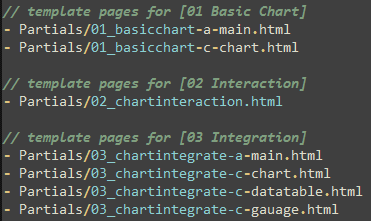 // template pages for [01 Basic Chart]
- Partials/01_basicchart-a-main.html
- Partials/01_basicchart-c-chart.html
// template pages for [02 Interaction]
- Partials/02_chartinteraction.html
// template pages for [03 Integration]
- Partials/03_chartintegrate-a-main.html
- Partials/03_chartintegrate-c-chart.html
- Partials/03_chartintegrate-c-datatable.html
- Partials/03_chartintegrate-c-gauage.html